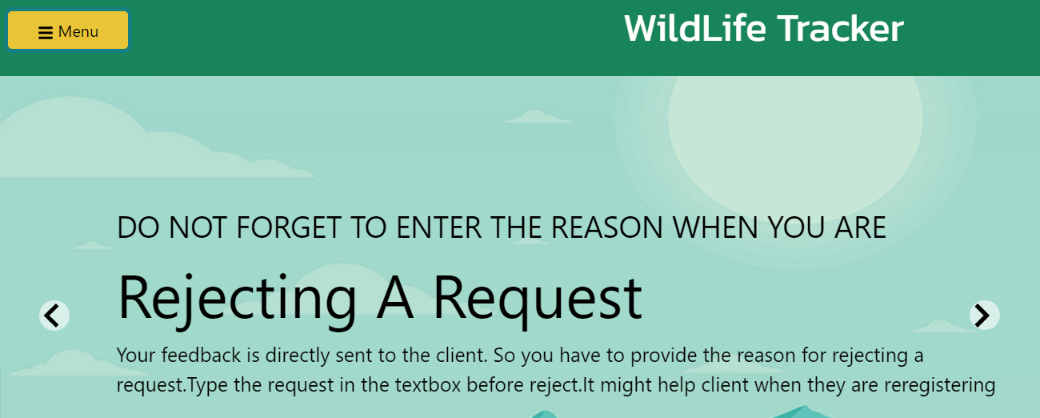 Menu
WildLife Tracker
DO NOT FORGET TO ENTER THE REASON WHEN YOU ARE
Rejecting A Request
Your feedback is directly sent to the client. So you have to provide the reason for rejecting a
request.Type the request in the textbox before reject.It might help client when they are reregistering